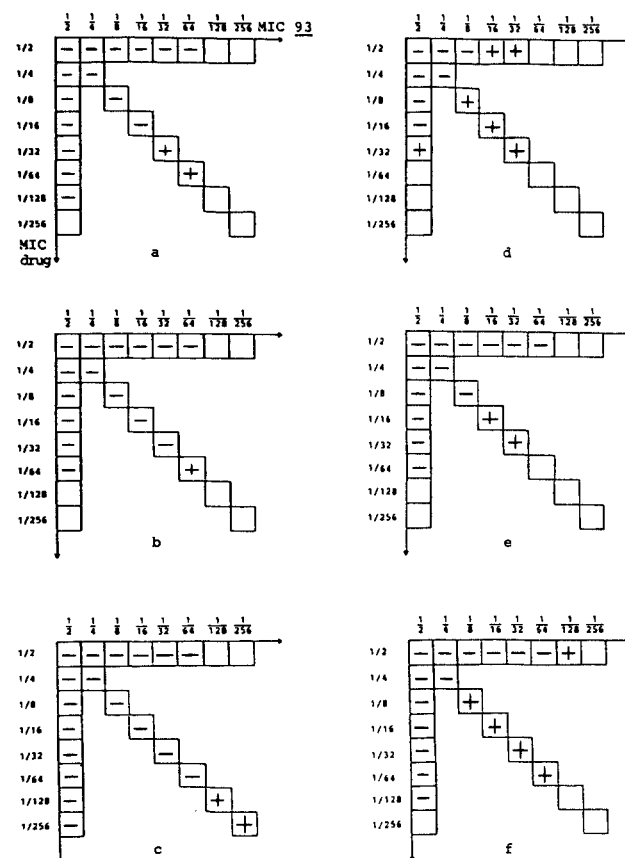 1/2 1/4 1/8 1/16 1/32 1/64 1/128 1/256 MIC 93
1/2 − − − − − −
1/4 − −
1/8 − −
1/16 − −
1/32 − +
1/64 − +
1/128 −
1/256
MIC
drug
a
1/2 1/4 1/8 1/16 1/32 1/64 1/128 1/256
1/2 − − − + +
1/4 − −
1/8 − +
1/16 − +
1/32 + +
1/64
1/128
1/256
d
1/2 1/4 1/8 1/16 1/32 1/64 1/128 1/256
1/2 − − − − − −
1/4 − −
1/8 − −
1/16 − −
1/32 − −
1/64 − +
1/128
1/256
b
1/2 1/4 1/8 1/16 1/32 1/64 1/128 1/256
1/2 − − − − − −
1/4 − −
1/8 − −
1/16 − +
1/32 − +
1/64 −
1/128
1/256
e
1/2 1/4 1/8 1/16 1/32 1/64 1/128 1/256
1/2 − − − − − −
1/4 − −
1/8 − −
1/16 − −
1/32 − −
1/64 − −
1/128 − +
1/256 − +
c
1/2 1/4 1/8 1/16 1/32 1/64 1/128 1/256
1/2 − − − − − − +
1/4 − −
1/8 − +
1/16 − +
1/32 − +
1/64 − +
1/128 −
1/256
f